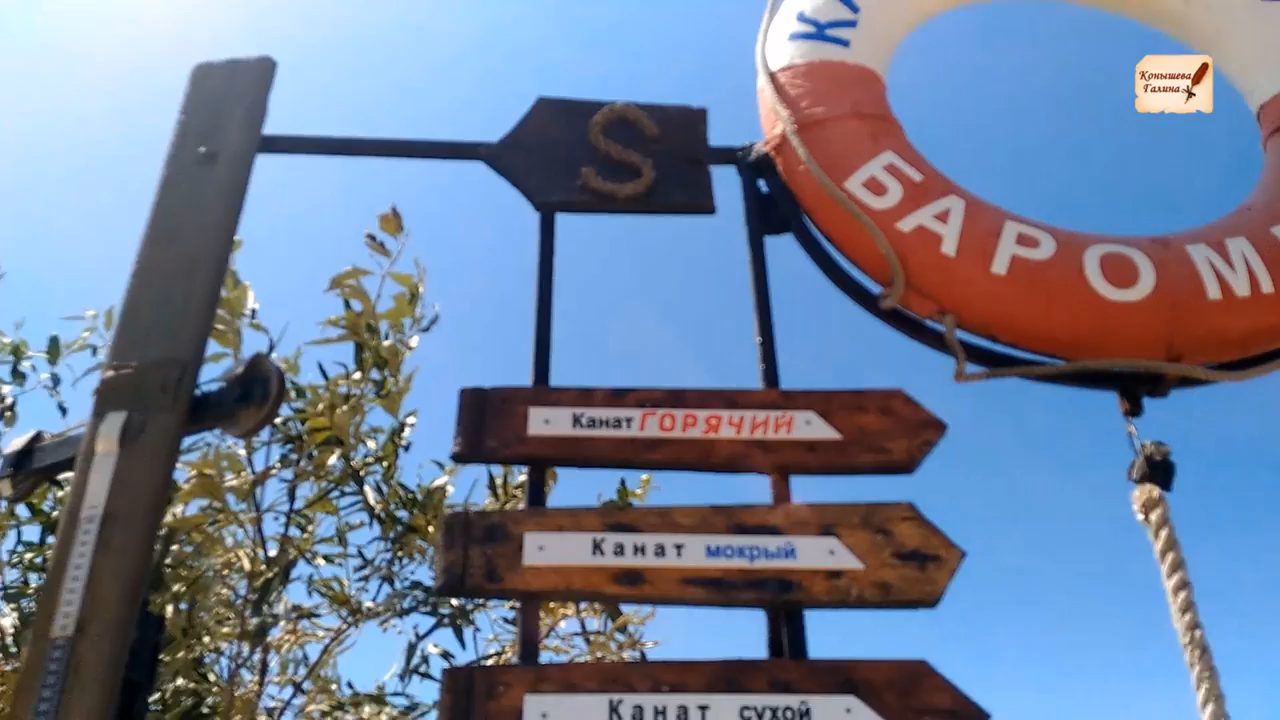 Конышева
Галина
S
БАРОМ
Канат ГОРЯЧИЙ
Канат мокрый
Канат сухой